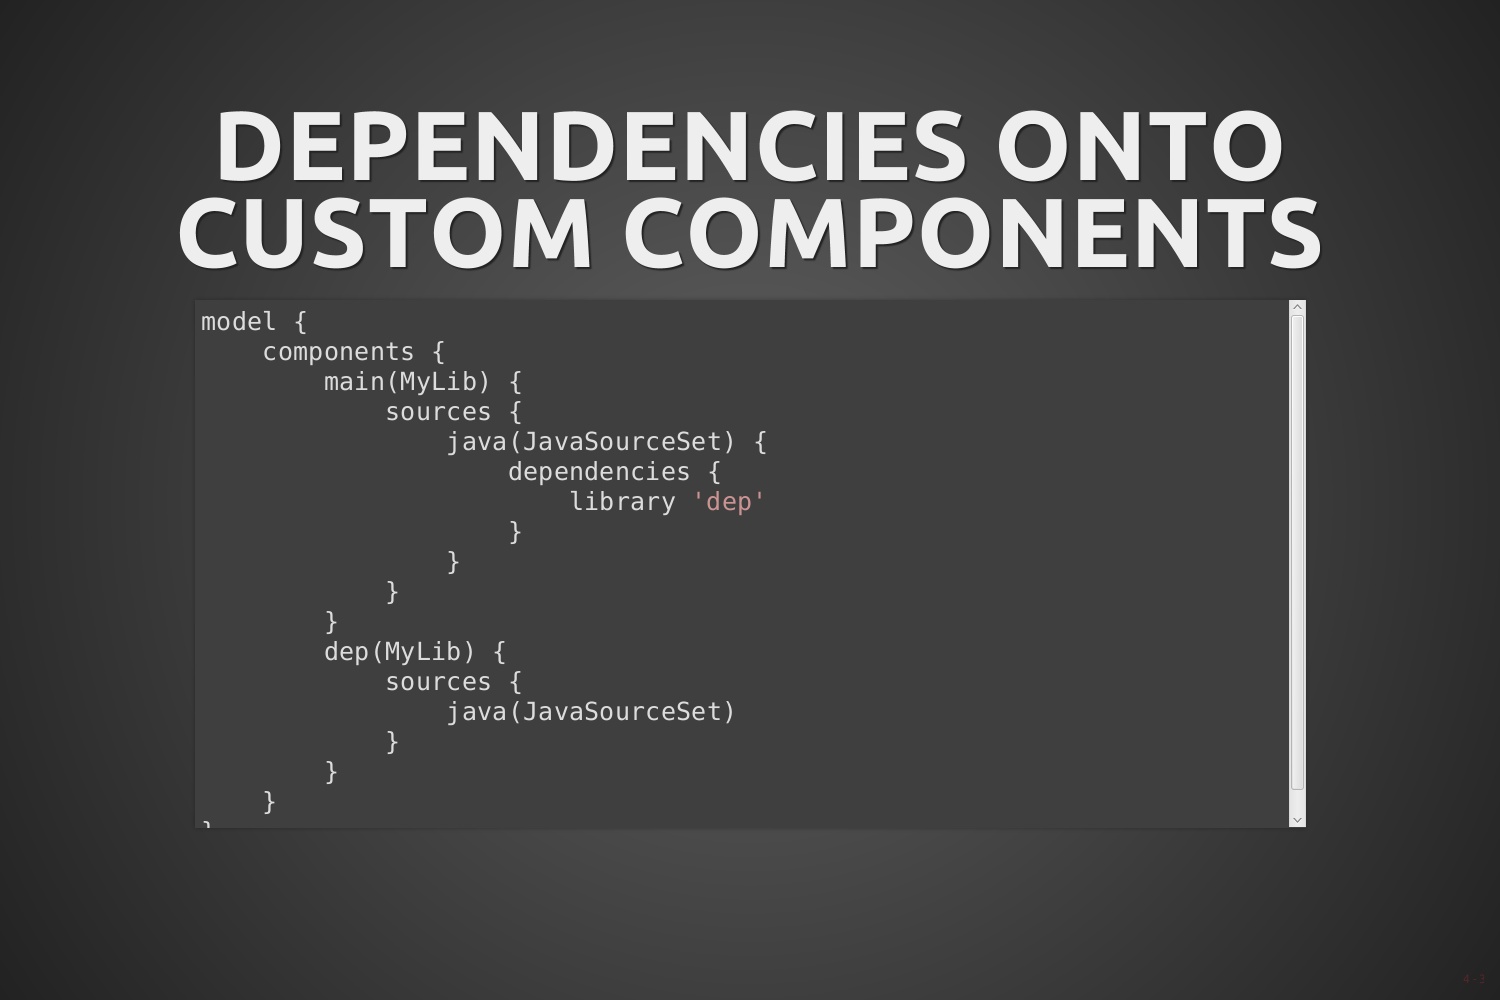 DEPENDENCIES ONTO
CUSTOM COMPONENTS
model {
    components {
        main(MyLib) {
            sources {
                java(JavaSourceSet) {
                    dependencies {
                        library 'dep'
                    }
                }
            }
        }
        dep(MyLib) {
            sources {
                java(JavaSourceSet)
            }
        }
    }
}